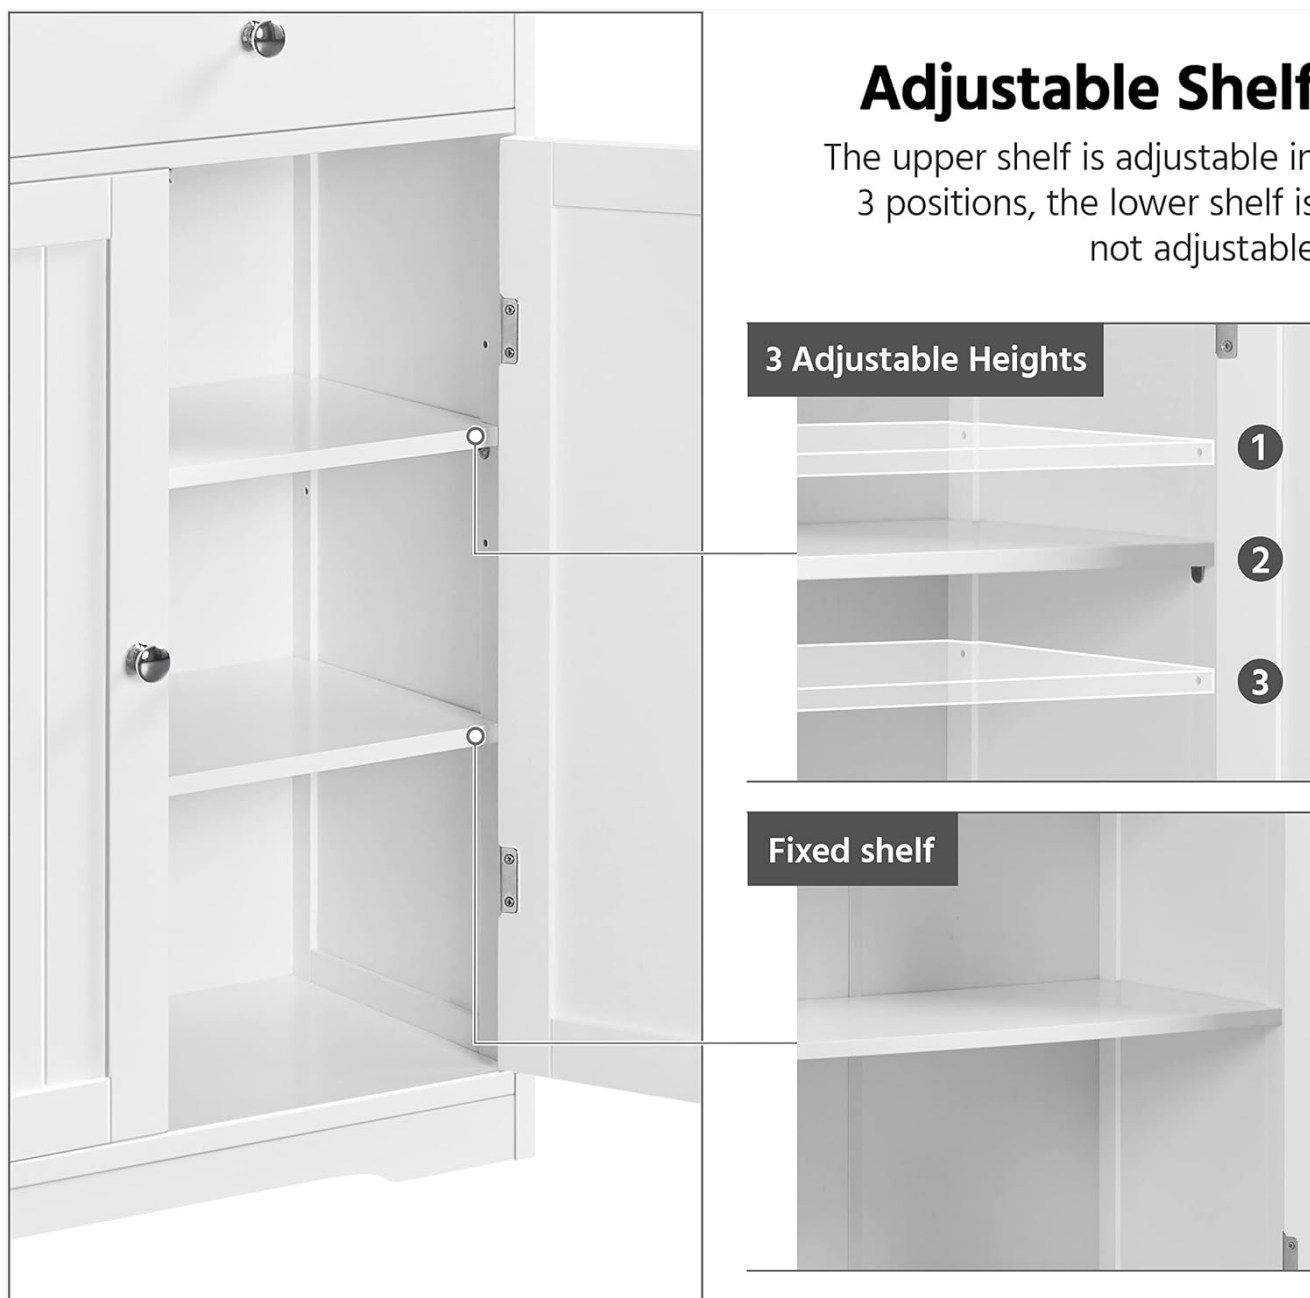 Adjustable Shelf
The upper shelf is adjustable in
3 positions, the lower shelf is
not adjustable
3 Adjustable Heights
1
2
3
Fixed shelf